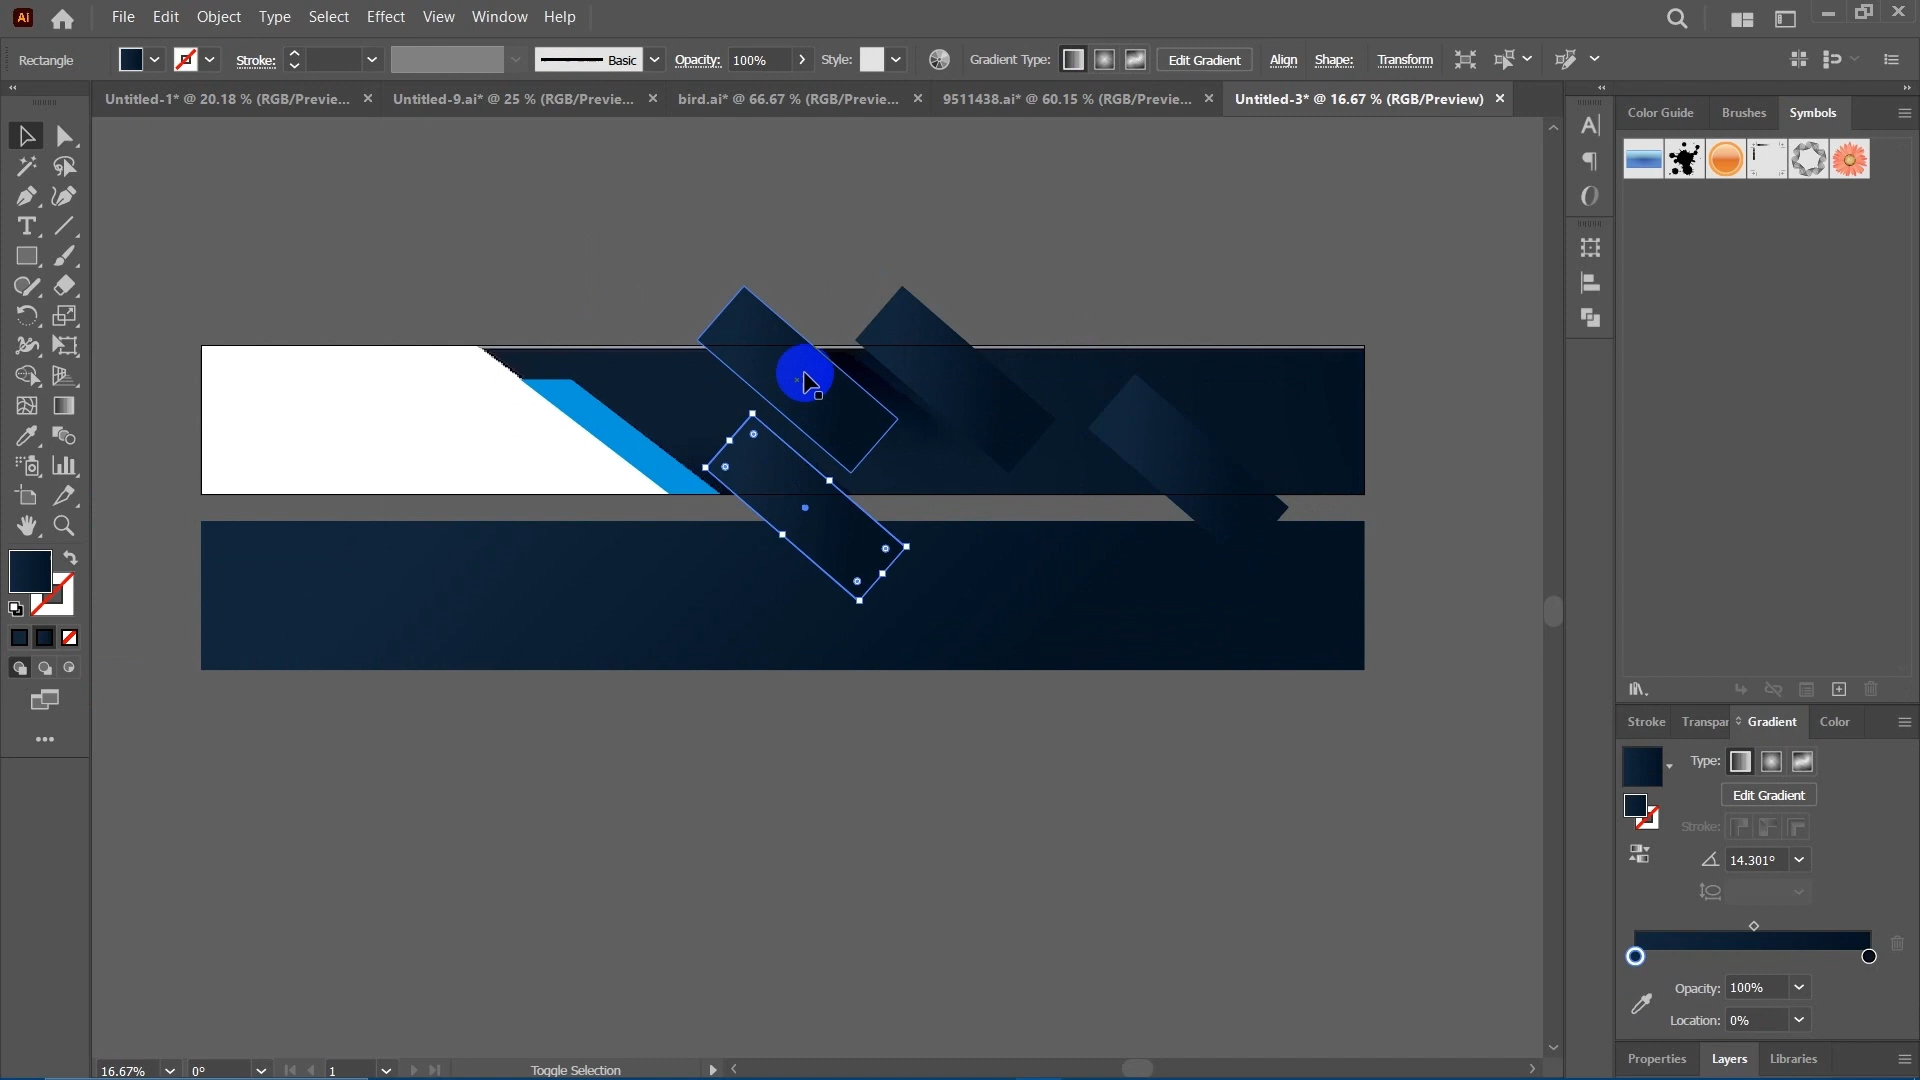 Ai File Edit Object Type Select Effect View Window Help
Rectangle Stroke: Basic Opacity: 100% Style: Gradient Type: Edit Gradient Align Shape: Transform
Untitled-1* @ 20.18 % (RGB/Previe... Untitled-9.ai* @ 25 % (RGB/Previe... bird.ai* @ 66.67 % (RGB/Previe... 9511438.ai* @ 60.15 % (RGB/Previe... Untitled-3* @ 16.67 % (RGB/Preview)
Color Guide Brushes Symbols
Stroke Transpar Gradient Color
Type:
Edit Gradient
Stroke:
14.301°
Opacity: 100%
Location: 0%
Properties Layers Libraries
16.67% 0° 1 Toggle Selection